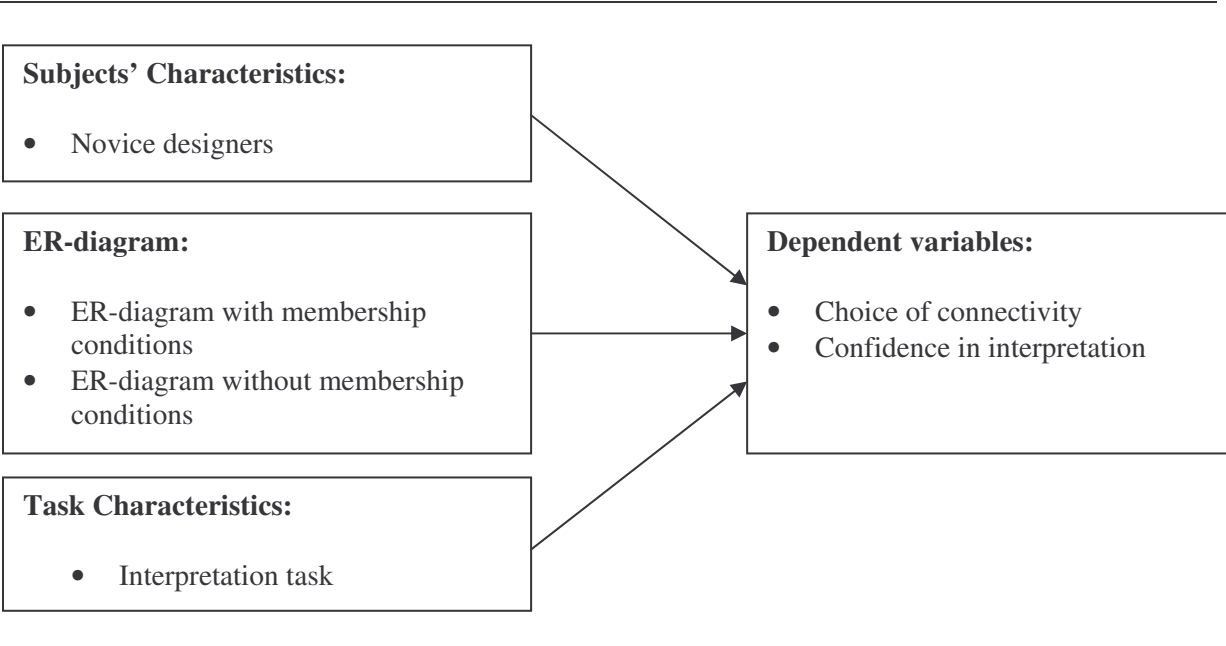 Subjects’ Characteristics:
• Novice designers
ER-diagram:
• ER-diagram with membership
conditions
• ER-diagram without membership
conditions
Task Characteristics:
• Interpretation task
Dependent variables:
• Choice of connectivity
• Confidence in interpretation